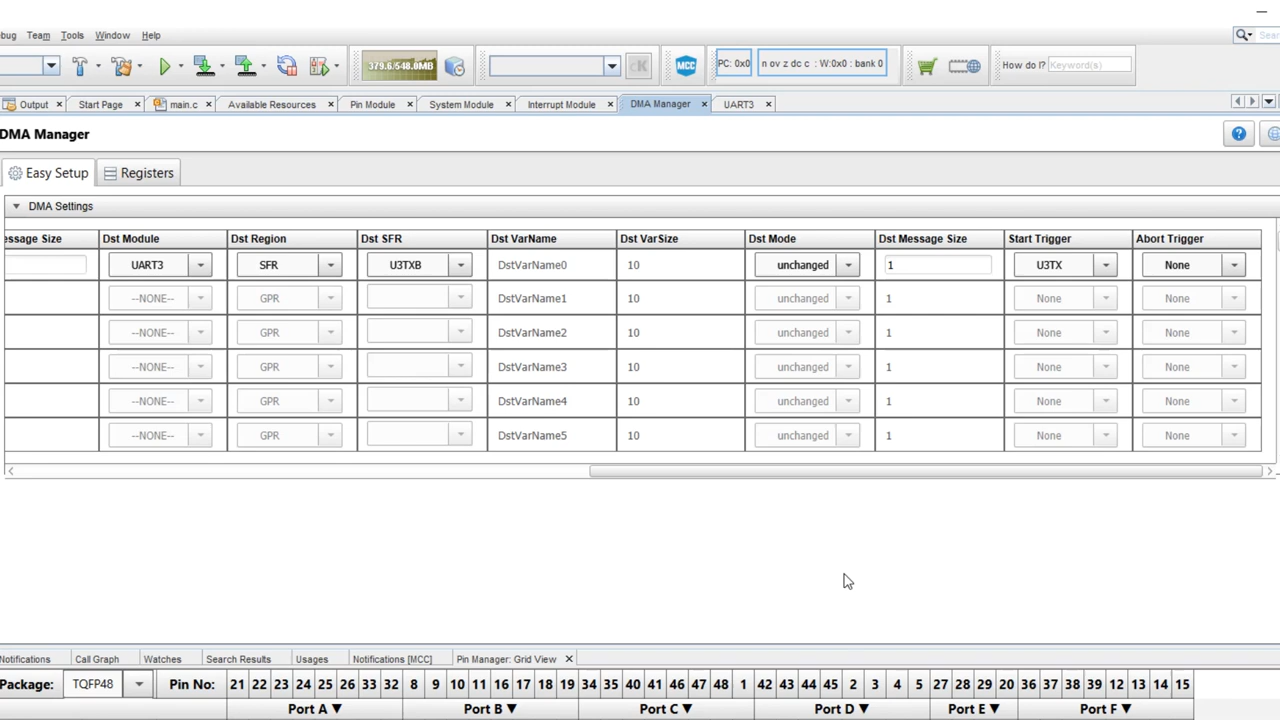 bug Team Tools Window Help Sear
379.6/548.0MB MCC PC: 0x0 n ov z dc c : W:0x0 : bank 0 How do I? Keyword(s)
Output Start Page main.c Available Resources Pin Module System Module Interrupt Module DMA Manager UART3
DMA Manager
Easy Setup Registers
DMA Settings
essage Size Dst Module Dst Region Dst SFR Dst VarName Dst VarSize Dst Mode Dst Message Size Start Trigger Abort Trigger
UART3 SFR U3TXB DstVarName0 10 unchanged 1 U3TX None
--NONE-- GPR DstVarName1 10 unchanged 1 None None
--NONE-- GPR DstVarName2 10 unchanged 1 None None
--NONE-- GPR DstVarName3 10 unchanged 1 None None
--NONE-- GPR DstVarName4 10 unchanged 1 None None
--NONE-- GPR DstVarName5 10 unchanged 1 None None
Notifications Call Graph Watches Search Results Usages Notifications [MCC] Pin Manager: Grid View
Package: TQFP48 Pin No: 21 22 23 24 25 26 33 32 8 9 10 11 16 17 18 19 34 35 40 41 46 47 48 1 42 43 44 45 2 3 4 5 27 28 29 20 36 37 38 39 12 13 14 15
Port A ▼ Port B ▼ Port C ▼ Port D ▼ Port E ▼ Port F ▼